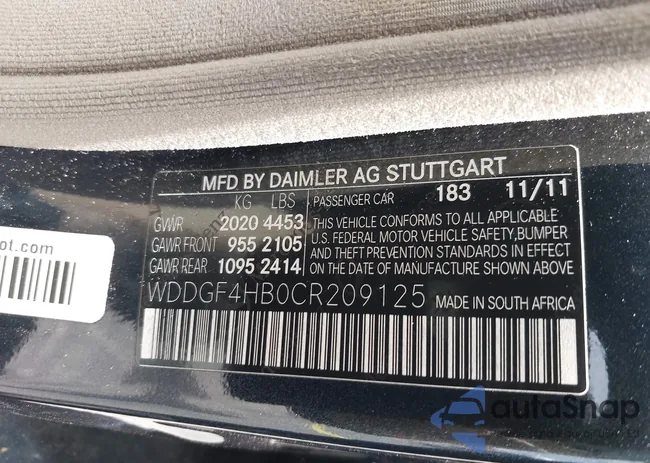 MFD BY DAIMLER AG STUTTGART
KG LBS PASSENGER CAR 183 11/11
GVWR 2020 4453 THIS VEHICLE CONFORMS TO ALL APPLICABLE
GAWR FRONT 955 2105 U.S. FEDERAL MOTOR VEHICLE SAFETY,BUMPER
GAWR REAR 1095 2414 AND THEFT PREVENTION STANDARDS IN EFFECT
ON THE DATE OF MANUFACTURE SHOWN ABOVE
WDDGF4HB0CR209125 MADE IN SOUTH AFRICA
ot.com
autoSnap